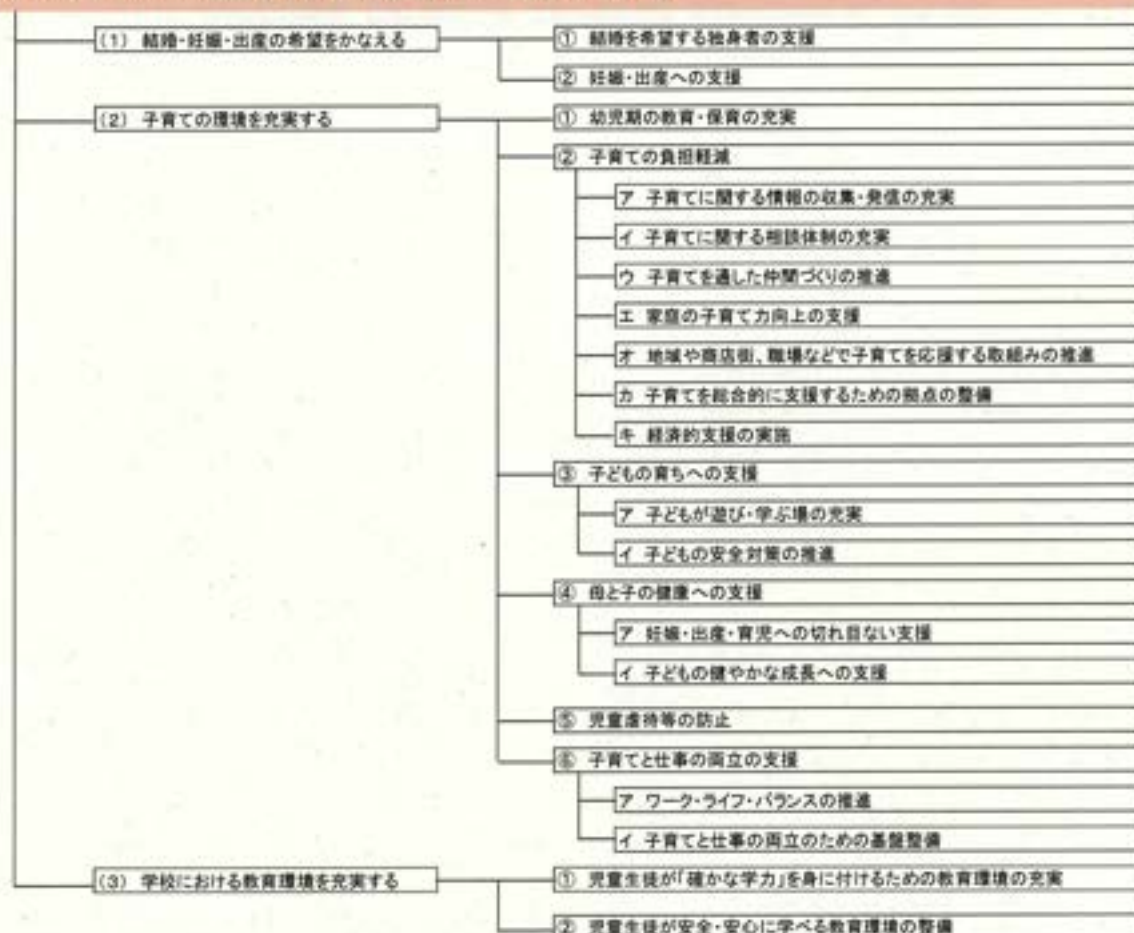 (1) 結婚・妊娠・出産の希望をかなえる
① 結婚を希望する独身者の支援
② 妊娠・出産への支援
(2) 子育ての環境を充実する
① 幼児期の教育・保育の充実
② 子育ての負担軽減
ア 子育てに関する情報の収集・発信の充実
イ 子育てに関する相談体制の充実
ウ 子育てを通した仲間づくりの推進
エ 家庭の子育て力向上の支援
オ 地域や商店街、職場などで子育てを応援する取組みの推進
カ 子育てを総合的に支援するための拠点の整備
キ 経済的支援の実施
③ 子どもの育ちへの支援
ア 子どもが遊び・学ぶ場の充実
イ 子どもの安全対策の推進
④ 母と子の健康への支援
ア 妊娠・出産・育児への切れ目ない支援
イ 子どもの健やかな成長への支援
⑤ 児童虐待等の防止
⑥ 子育てと仕事の両立の支援
ア ワーク・ライフ・バランスの推進
イ 子育てと仕事の両立のための基盤整備
(3) 学校における教育環境を充実する
① 児童生徒が「確かな学力」を身に付けるための教育環境の充実
② 児童生徒が安全・安心に学べる教育環境の整備